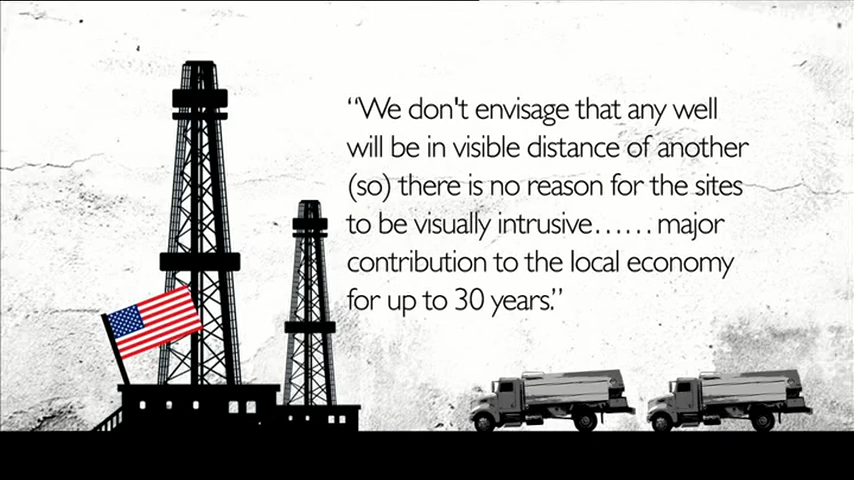 “We don't envisage that any well
will be in visible distance of another
(so) there is no reason for the sites
to be visually intrusive……major
contribution to the local economy
for up to 30 years.”